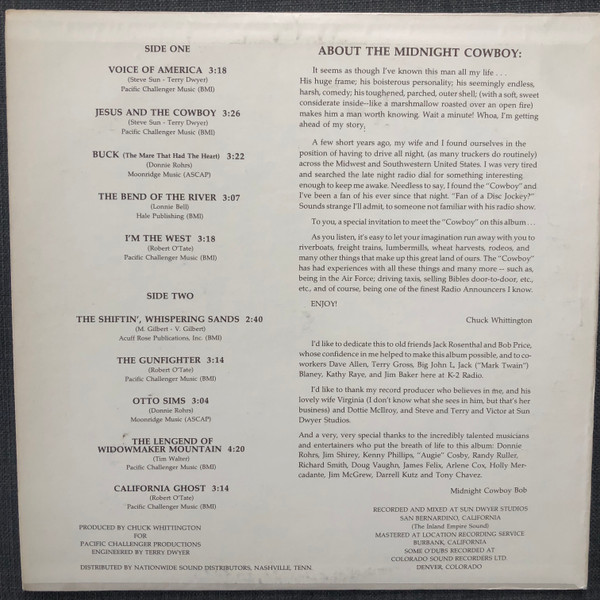 SIDE ONE
VOICE OF AMERICA 3:18
(Steve Sun - Terry Dwyer)
Pacific Challenger Music (BMI)
JESUS AND THE COWBOY 3:26
(Steve Sun - Terry Dwyer)
Pacific Challenger Music (BMI)
BUCK (The Mare That Had The Heart) 3:22
(Donnie Rohrs)
Moonridge Music (ASCAP)
THE BEND OF THE RIVER 3:07
(Lonnie Bell)
Hale Publishing (BMI)
I'M THE WEST 3:18
(Robert O'Tate)
Pacific Challenger Music (BMI)
SIDE TWO
THE SHIFTIN', WHISPERING SANDS 2:40
(M. Gilbert - V. Gilbert)
Acuff Rose Publications, Inc. (BMI)
THE GUNFIGHTER 3:14
(Robert O'Tate)
Pacific Challenger Music (BMI)
OTTO SIMS 3:04
(Donnie Rohrs)
Moonridge Music (ASCAP)
THE LENGEND OF
WIDOWMAKER MOUNTAIN 4:20
(Tim Walter)
Pacific Challenger Music (BMI)
CALIFORNIA GHOST 3:14
(Robert O'Tate)
Pacific Challenger Music (BMI)
PRODUCED BY CHUCK WHITTINGTON
FOR
PACIFIC CHALLENGER PRODUCTIONS
ENGINEERED BY TERRY DWYER
DISTRIBUTED BY NATIONWIDE SOUND DISTRIBUTORS, NASHVILLE, TENN.
ABOUT THE MIDNIGHT COWBOY:
It seems as though I've known this man all my life . . .
His huge frame; his boisterous personality; his seemingly endless,
harsh, comedy; his toughened, parched, outer shell; (with a soft, sweet
considerate inside--like a marshmallow roasted over an open fire)
makes him a man worth knowing. Wait a minute! Whoa, I'm getting
ahead of my story;
A few short years ago, my wife and I found ourselves in the
position of having to drive all night, (as many truckers do routinely)
across the Midwest and Southwestern United States. I was very tired
and searched the late night radio dial for something interesting
enough to keep me awake. Needless to say, I found the "Cowboy" and
I've been a fan of his ever since that night. "Fan of a Disc Jockey?"
Sounds strange I'll admit, to someone not familiar with his radio show.
To you, a special invitation to meet the "Cowboy" on this album . . .
As you listen, it's easy to let your imagination run away with you to
riverboats, freight trains, lumbermills, wheat harvests, rodeos, and
many other things that make up this great land of ours. The "Cowboy"
has had experiences with all these things and many more -- such as,
being in the Air Force; driving taxis, selling Bibles door-to-door, etc.,
etc., and of course, being one of the finest Radio Announcers I know.
ENJOY!
Chuck Whittington
I'd like to dedicate this to old friends Jack Rosenthal and Bob Price,
whose confidence in me helped to make this album possible, and to co-
workers Dave Allen, Terry Gross, Big John L, Jack ("Mark Twain")
Blaney, Kathy Raye, and Jim Baker here at K-2 Radio.
I'd like to thank my record producer who believes in me, and his
lovely wife Virginia (I don't know what she sees in him, but that's her
business) and Dottie McIlroy, and Steve and Terry and Victor at Sun
Dwyer Studios.
And a very, very special thanks to the incredibly talented musicians
and entertainers who put the breath of life to this album: Donnie
Rohrs, Jim Shirey, Kenny Phillips, "Augie" Cosby, Randy Ruller,
Richard Smith, Doug Vaughn, James Felix, Arlene Cox, Holly Mer-
cadante, Jim McGrew, Darrell Kutz and Tony Chavez.
Midnight Cowboy Bob
RECORDED AND MIXED AT SUN DWYER STUDIOS
SAN BERNARDINO, CALIFORNIA
(The Inland Empire Sound)
MASTERED AT LOCATION RECORDING SERVICE
BURBANK, CALIFORNIA
SOME O'DUBS RECORDED AT
COLORADO SOUND RECORDERS LTD.
DENVER, COLORADO